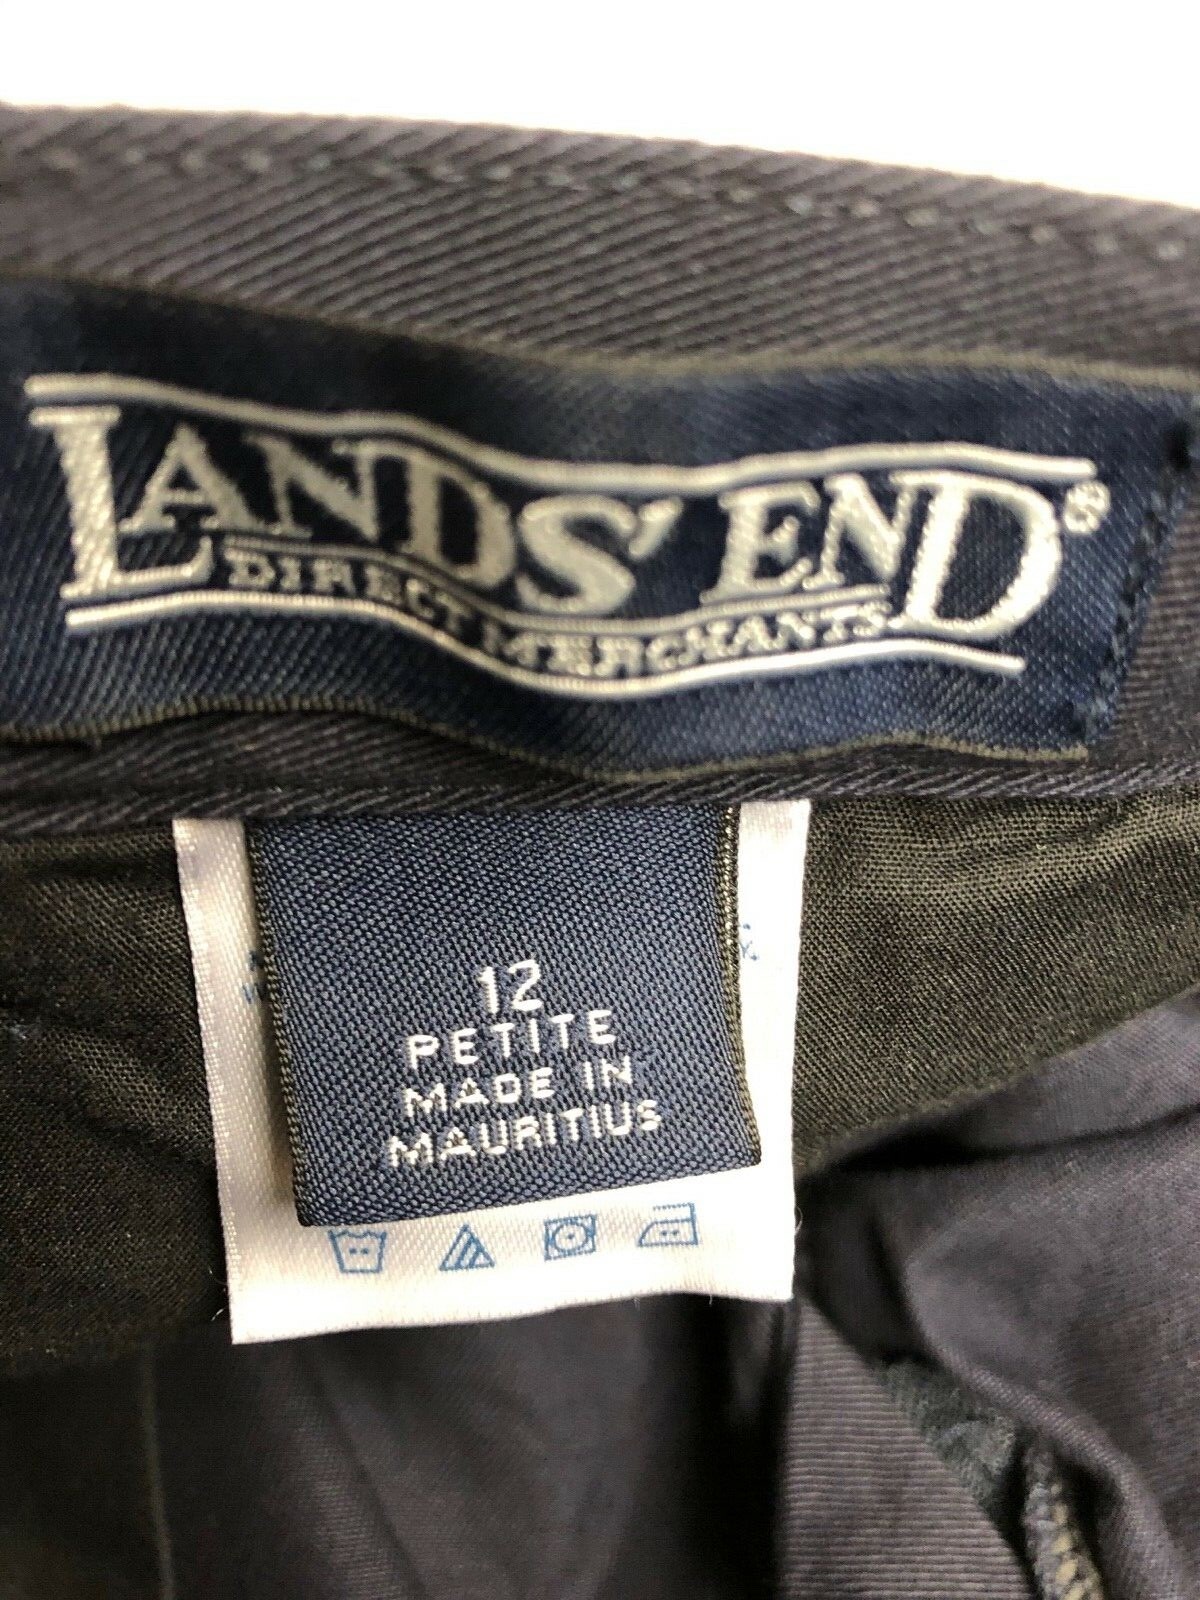 LANDS' END®
DIRECT MERCHANTS
12
PETITE
MADE IN
MAURITIUS